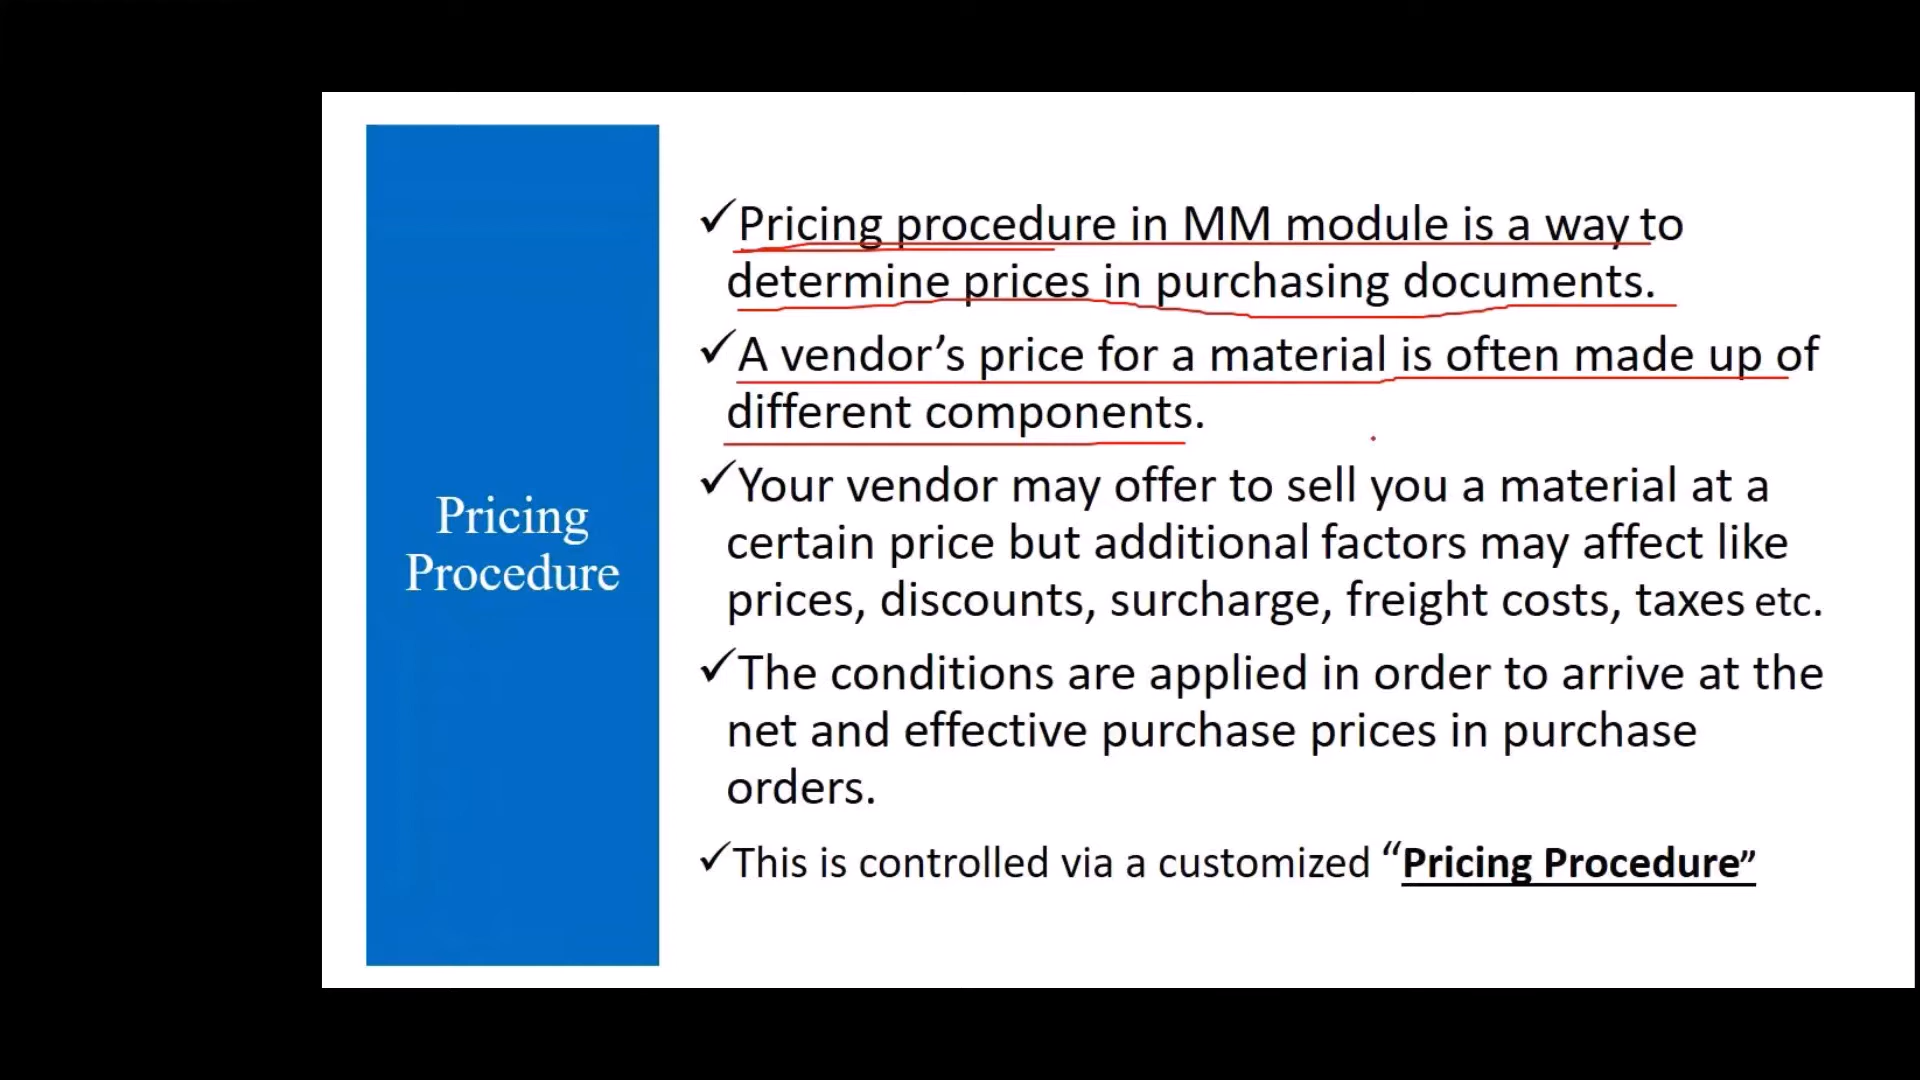 Pricing
Procedure
✓Pricing procedure in MM module is a way to
determine prices in purchasing documents.
✓A vendor’s price for a material is often made up of
different components.
✓Your vendor may offer to sell you a material at a
certain price but additional factors may affect like
prices, discounts, surcharge, freight costs, taxes etc.
✓The conditions are applied in order to arrive at the
net and effective purchase prices in purchase
orders.
✓This is controlled via a customized “Pricing Procedure”